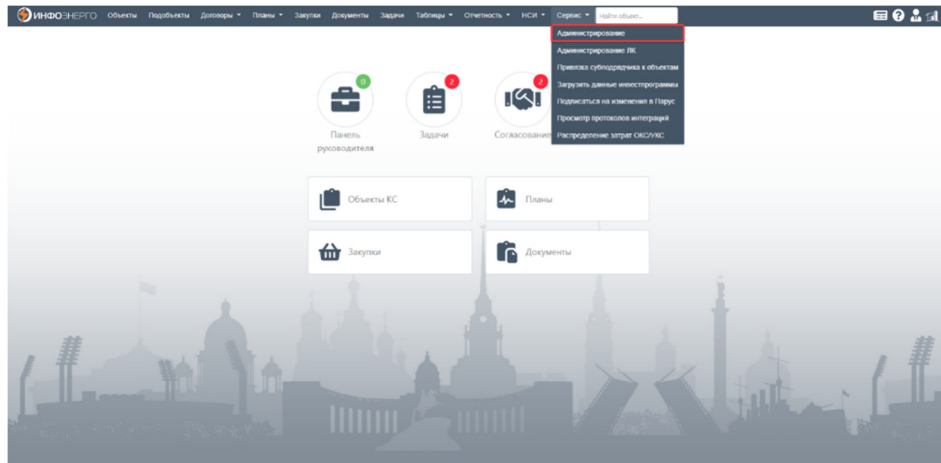 ИНФОЭНЕРГО Объекты Подобъекты Договоры Планы Закупки Документы Задачи Таблицы Отчетность НСИ Сервис Найти объект...
Администрирование
Администрирование ЛК
Привязка субподрядчика к объектам
Загрузить данные инвестпрограммы
Подписаться на изменения в Парус
Просмотр протоколов интеграций
Распределение затрат ОКС/УКС
0 2 2
Панель руководителя
Задачи
Согласование
Объекты КС
Планы
Закупки
Документы